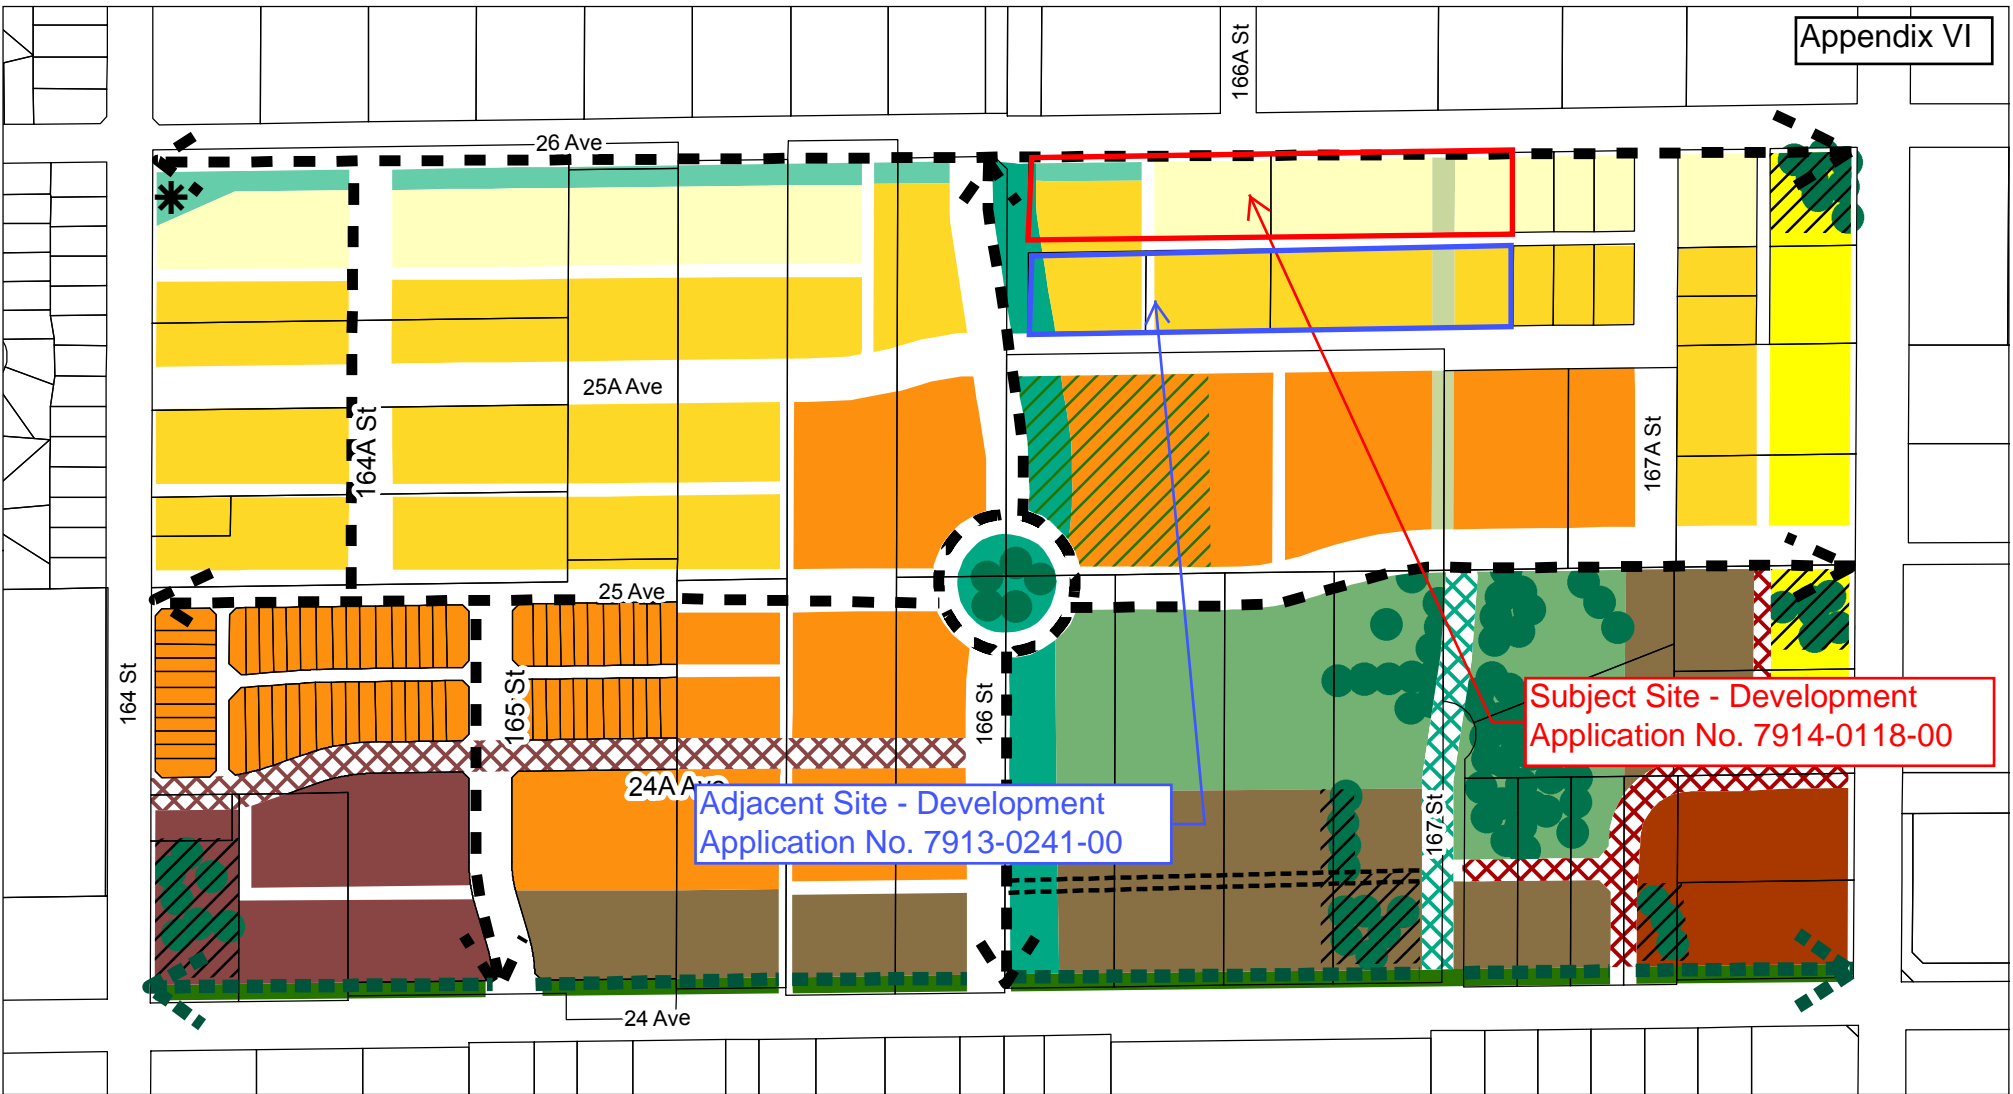 Appendix VI
166A St
26 Ave
25A Ave
164A St
167A St
25 Ave
164 St
165 St
166 St
Subject Site - Development
Application No. 7914-0118-00
24A Ave
Adjacent Site - Development
Application No. 7913-0241-00
167 St
24 Ave